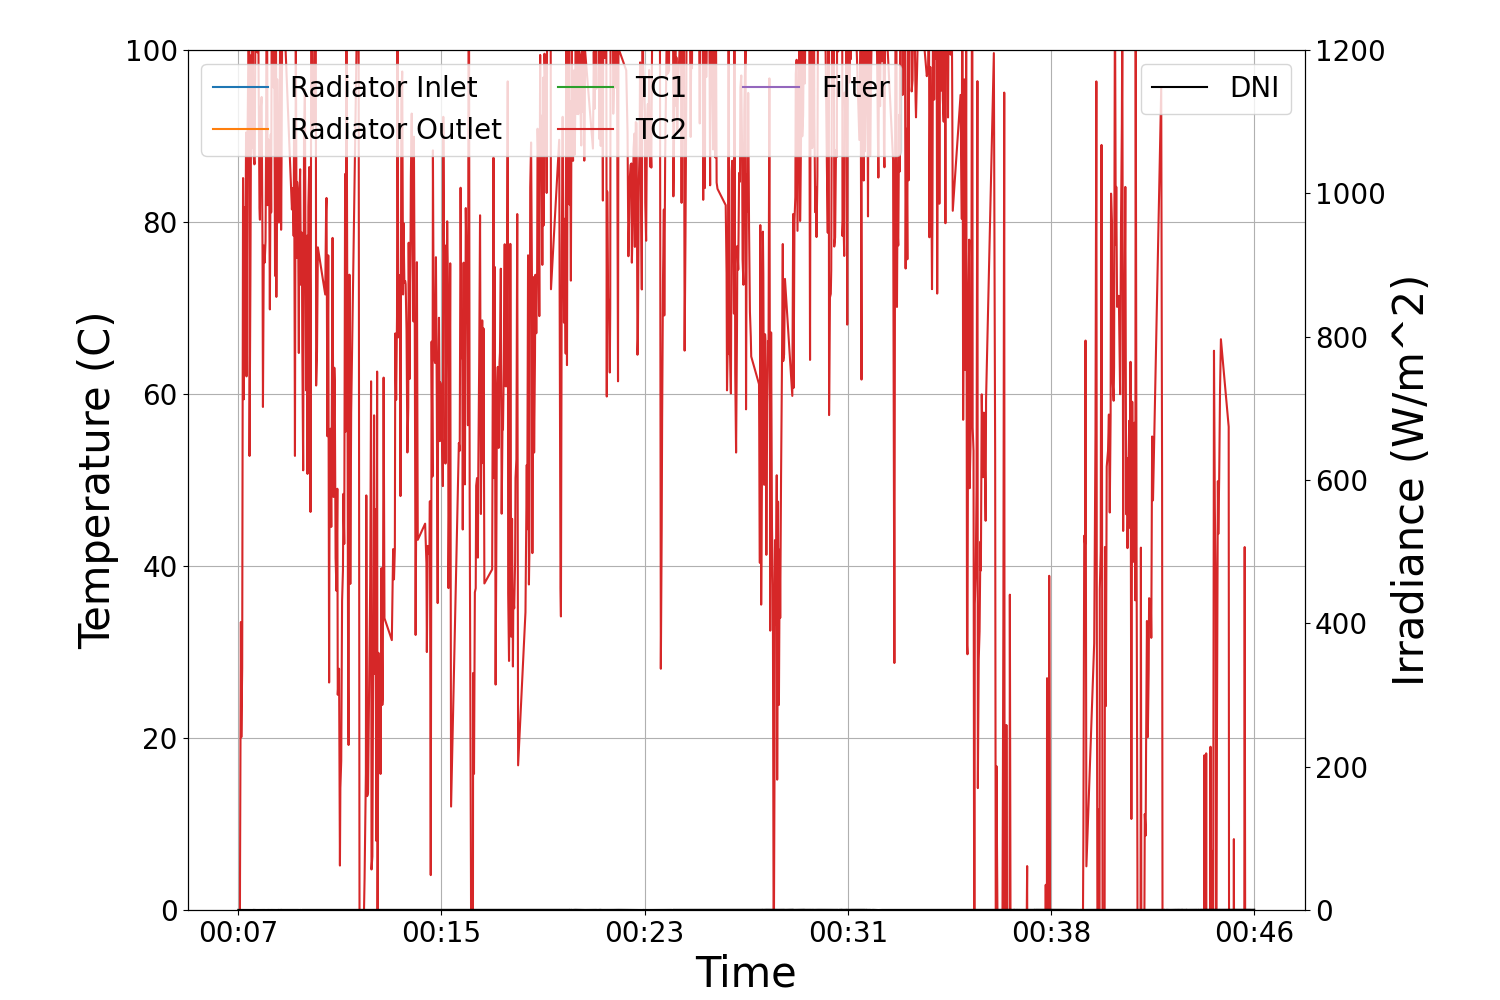 100
80
60
40
20
0
Temperature (C)
Radiator Inlet
Radiator Outlet
TC1
TC2
Filter
DNI
1200
1000
800
600
400
200
0
Irradiance (W/m^2)
00:07 00:15 00:23 00:31 00:38 00:46
Time